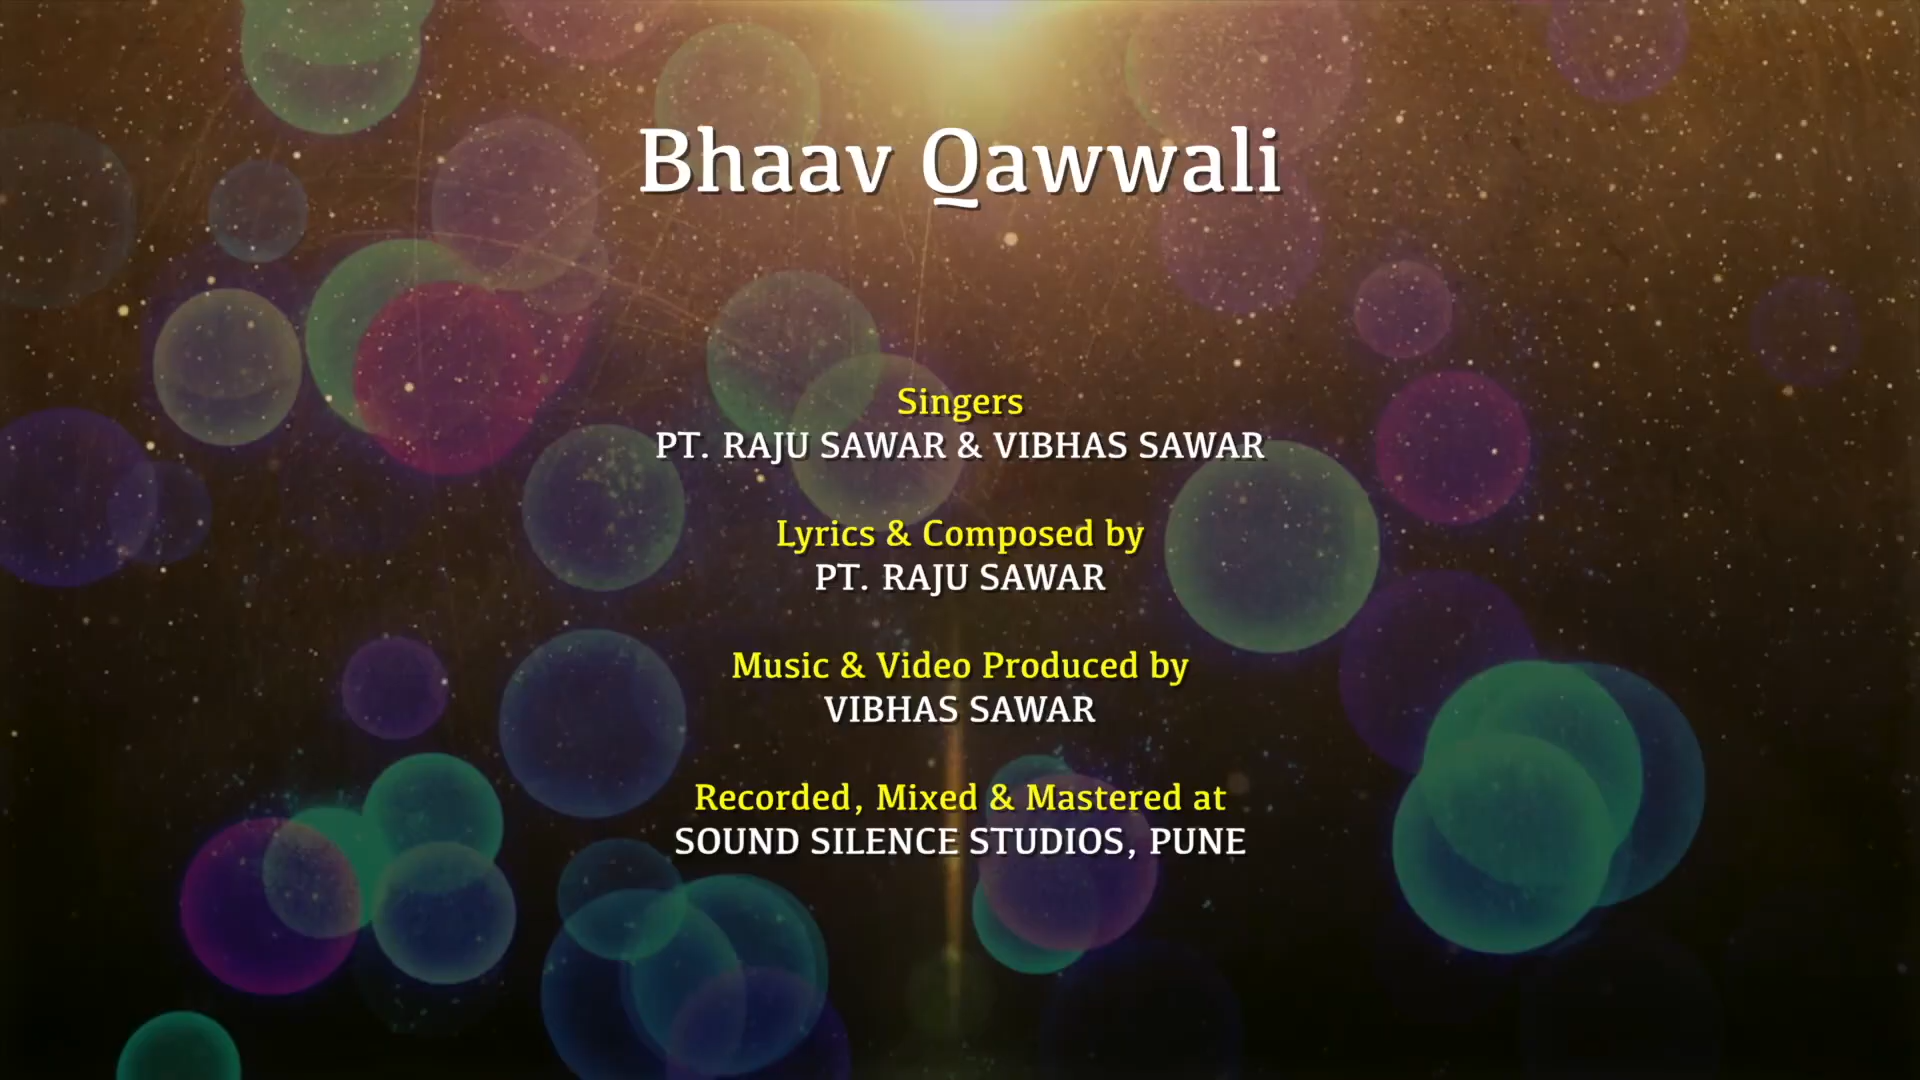 Bhaav Qawwali
Singers
PT. RAJU SAWAR & VIBHAS SAWAR
Lyrics & Composed by
PT. RAJU SAWAR
Music & Video Produced by
VIBHAS SAWAR
Recorded, Mixed & Mastered at
SOUND SILENCE STUDIOS, PUNE